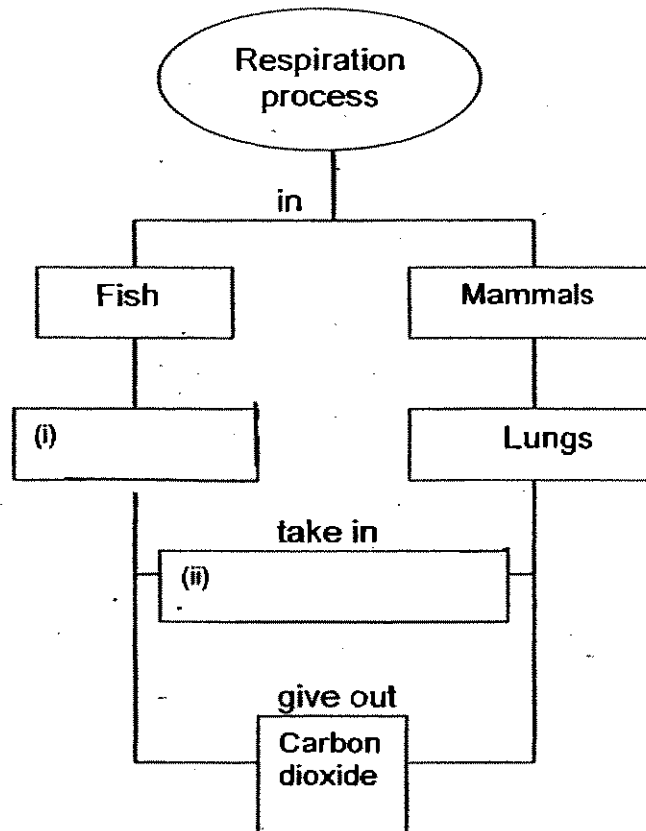 Respiration
process
in
Fish
Mammals
(i)
Lungs
take in
(ii)
give out
Carbon
dioxide